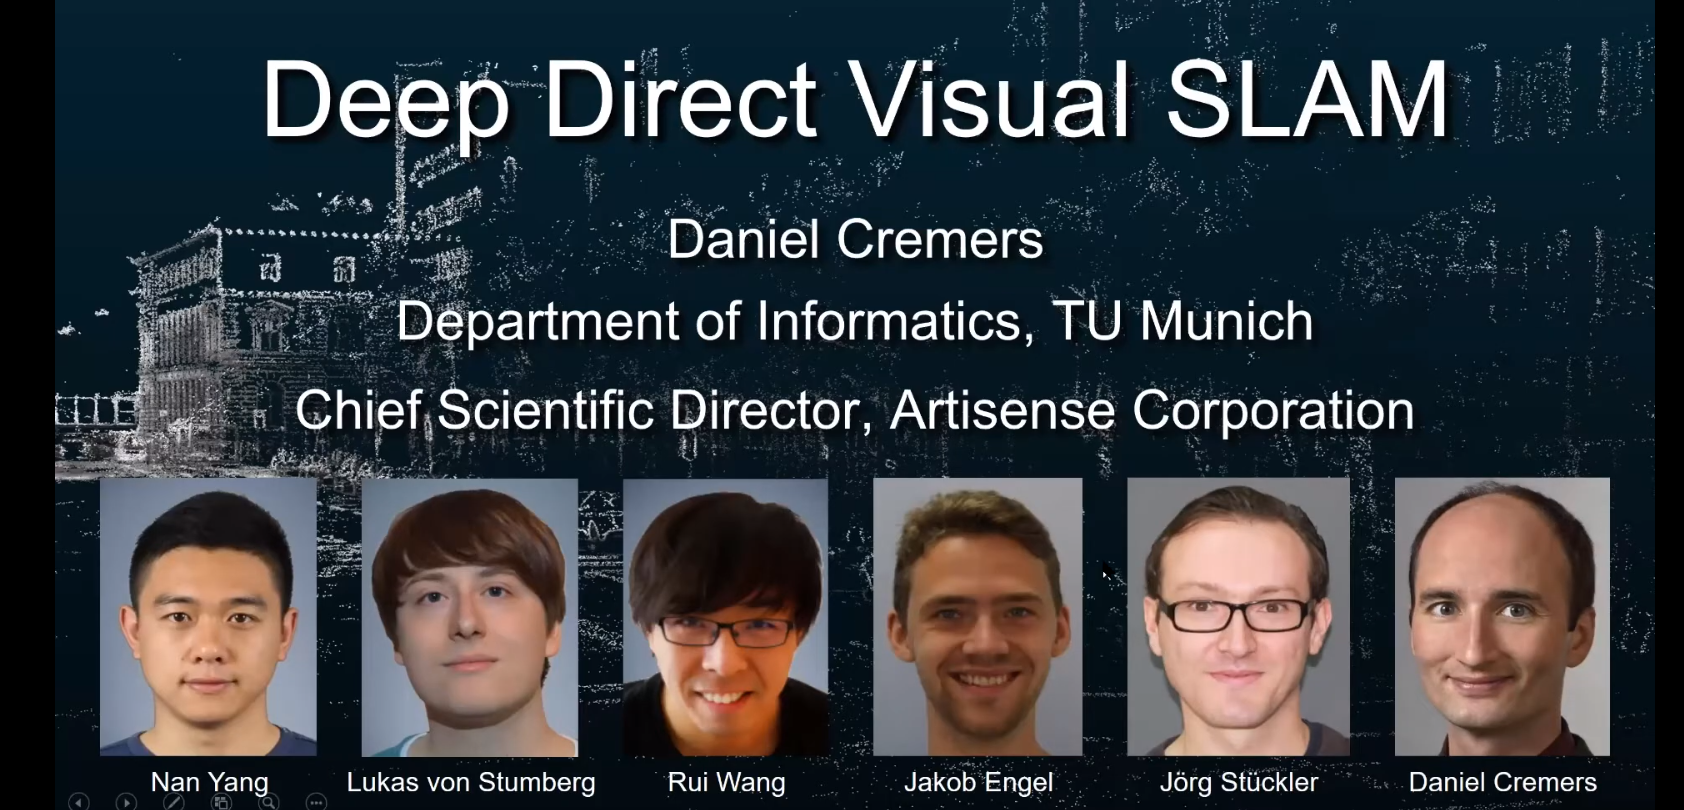 Deep Direct Visual SLAM
Daniel Cremers
Department of Informatics, TU Munich
Chief Scientific Director, Artisense Corporation
Nan Yang
Lukas von Stumberg
Rui Wang
Jakob Engel
Jörg Stückler
Daniel Cremers